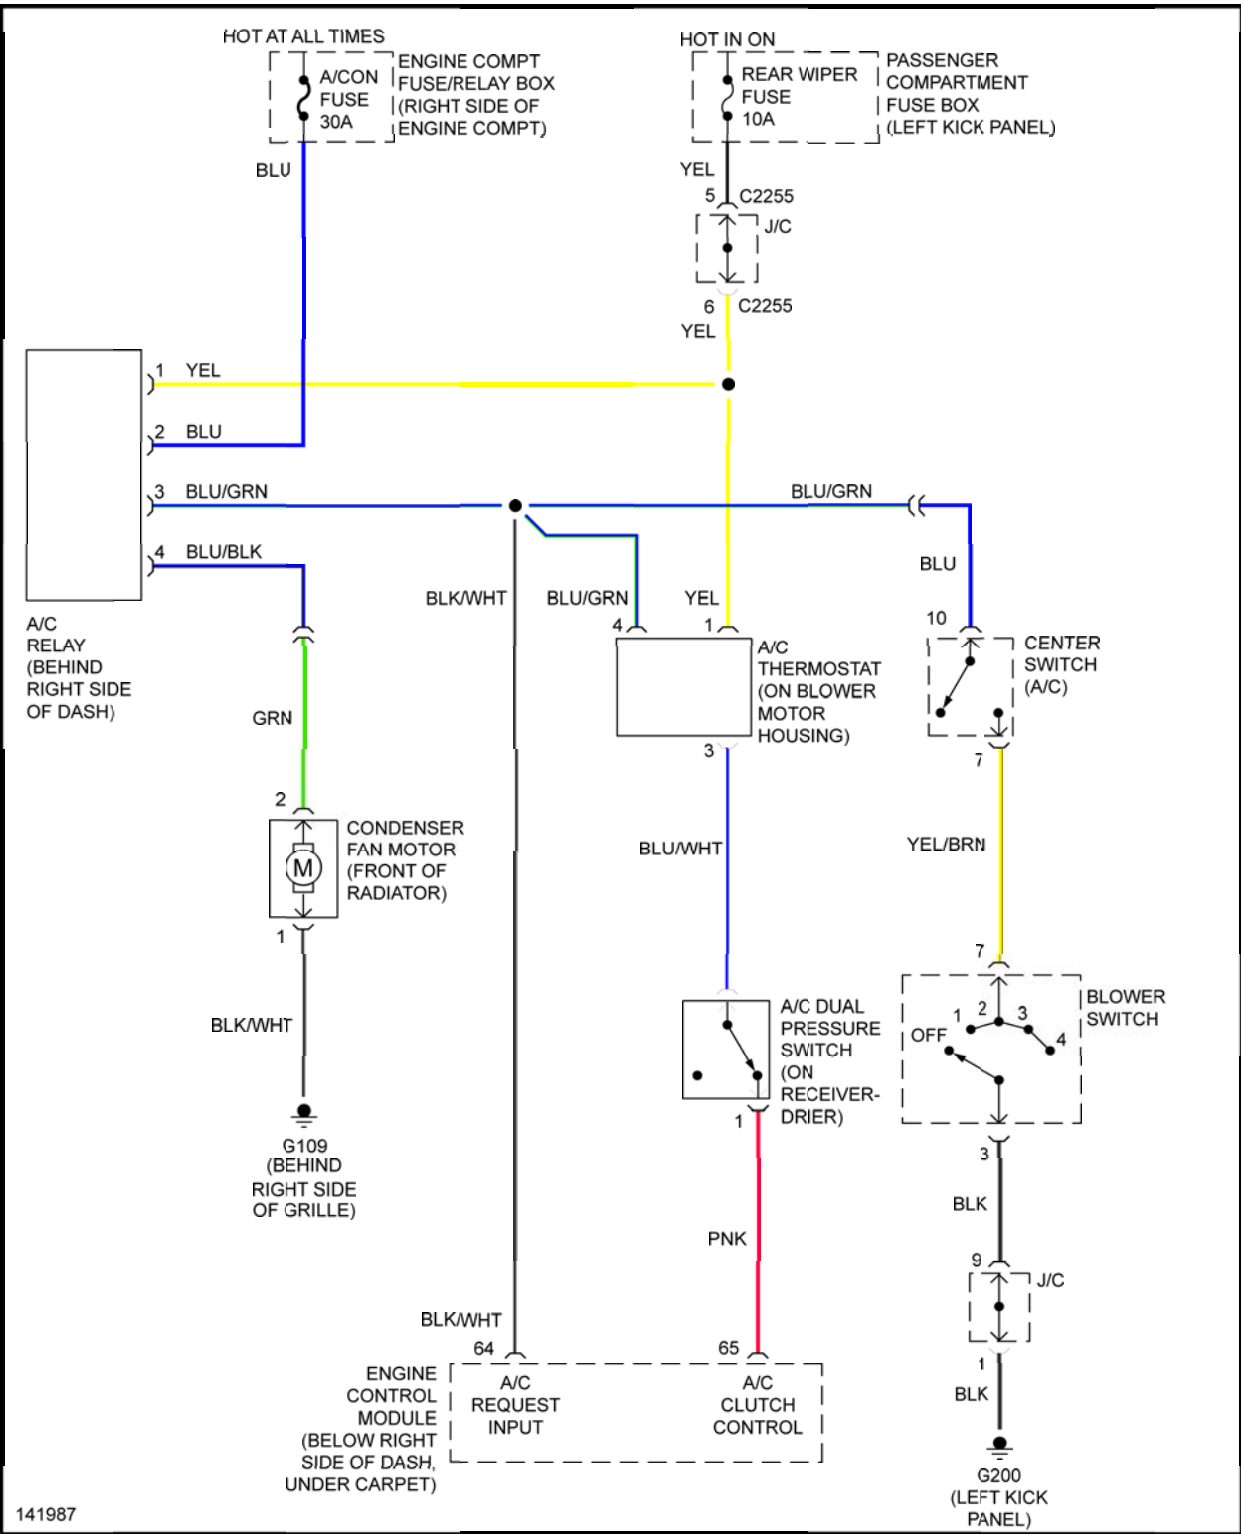 HOT AT ALL TIMES
A/CON
FUSE
30A
ENGINE COMPT
FUSE/RELAY BOX
(RIGHT SIDE OF
ENGINE COMPT)
BLU
HOT IN ON
REAR WIPER
FUSE
10A
PASSENGER
COMPARTMENT
FUSE BOX
(LEFT KICK PANEL)
YEL
5
C2255
J/C
6
C2255
YEL
1
YEL
2
BLU
3
BLU/GRN
4
BLU/BLK
A/C
RELAY
(BEHIND
RIGHT SIDE
OF DASH)
BLU/GRN
BLU
BLK/WHT
BLU/GRN
YEL
4
1
A/C
THERMOSTAT
(ON BLOWER
MOTOR
HOUSING)
3
10
CENTER
SWITCH
(A/C)
7
GRN
2
CONDENSER
FAN MOTOR
(FRONT OF
RADIATOR)
M
1
BLK/WHT
G109
(BEHIND
RIGHT SIDE
OF GRILLE)
BLU/WHT
YEL/BRN
A/C DUAL
PRESSURE
SWITCH
(ON
RECEIVER-
DRIER)
1
PNK
7
BLOWER
SWITCH
OFF
1
2
3
4
3
BLK
9
J/C
1
BLK
G200
(LEFT KICK
PANEL)
BLK/WHT
64
65
ENGINE
CONTROL
MODULE
(BELOW RIGHT
SIDE OF DASH,
UNDER CARPET)
A/C
REQUEST
INPUT
A/C
CLUTCH
CONTROL
141987